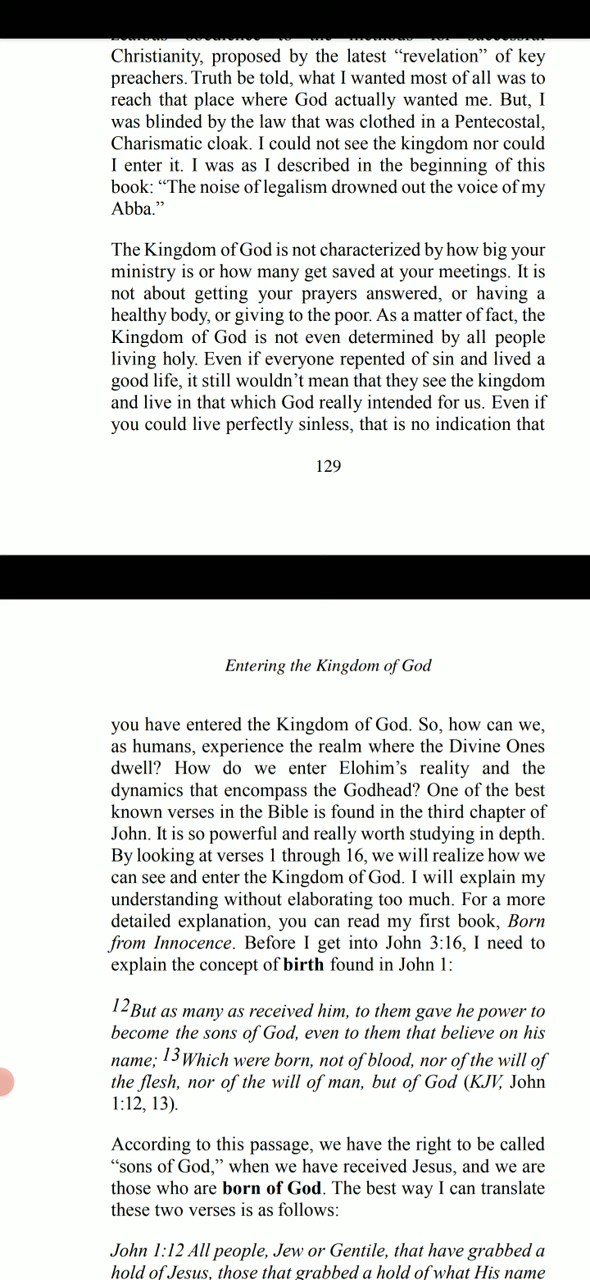 Christianity, proposed by the latest “revelation” of key
preachers. Truth be told, what I wanted most of all was to
reach that place where God actually wanted me. But, I
was blinded by the law that was clothed in a Pentecostal,
Charismatic cloak. I could not see the kingdom nor could
I enter it. I was as I described in the beginning of this
book: “The noise of legalism drowned out the voice of my
Abba.”
The Kingdom of God is not characterized by how big your
ministry is or how many get saved at your meetings. It is
not about getting your prayers answered, or having a
healthy body, or giving to the poor. As a matter of fact, the
Kingdom of God is not even determined by all people
living holy. Even if everyone repented of sin and lived a
good life, it still wouldn’t mean that they see the kingdom
and live in that which God really intended for us. Even if
you could live perfectly sinless, that is no indication that
129
Entering the Kingdom of God
you have entered the Kingdom of God. So, how can we,
as humans, experience the realm where the Divine Ones
dwell? How do we enter Elohim’s reality and the
dynamics that encompass the Godhead? One of the best
known verses in the Bible is found in the third chapter of
John. It is so powerful and really worth studying in depth.
By looking at verses 1 through 16, we will realize how we
can see and enter the Kingdom of God. I will explain my
understanding without elaborating too much. For a more
detailed explanation, you can read my first book, Born
from Innocence. Before I get into John 3:16, I need to
explain the concept of birth found in John 1:
12But as many as received him, to them gave he power to
become the sons of God, even to them that believe on his
name; 13Which were born, not of blood, nor of the will of
the flesh, nor of the will of man, but of God (KJV, John
1:12, 13).
According to this passage, we have the right to be called
“sons of God,” when we have received Jesus, and we are
those who are born of God. The best way I can translate
these two verses is as follows:
John 1:12 All people, Jew or Gentile, that have grabbed a
hold of Jesus, those that grabbed a hold of what His name